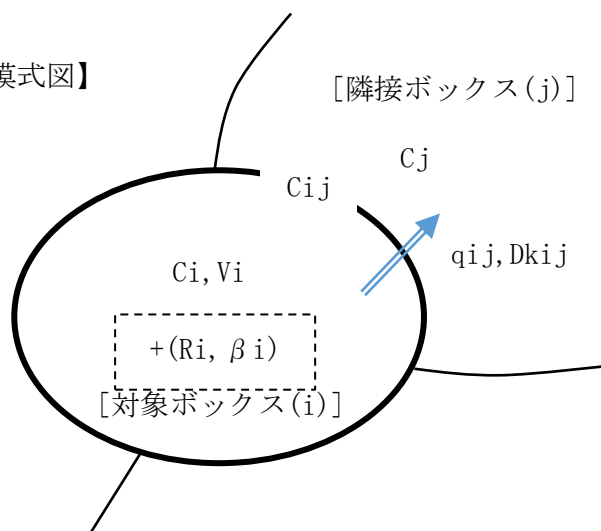 模式図】
[隣接ボックス(j)]
Cj
Cij
qij,Dkij
Ci,Vi
+(Ri, βi)
[対象ボックス(i)]